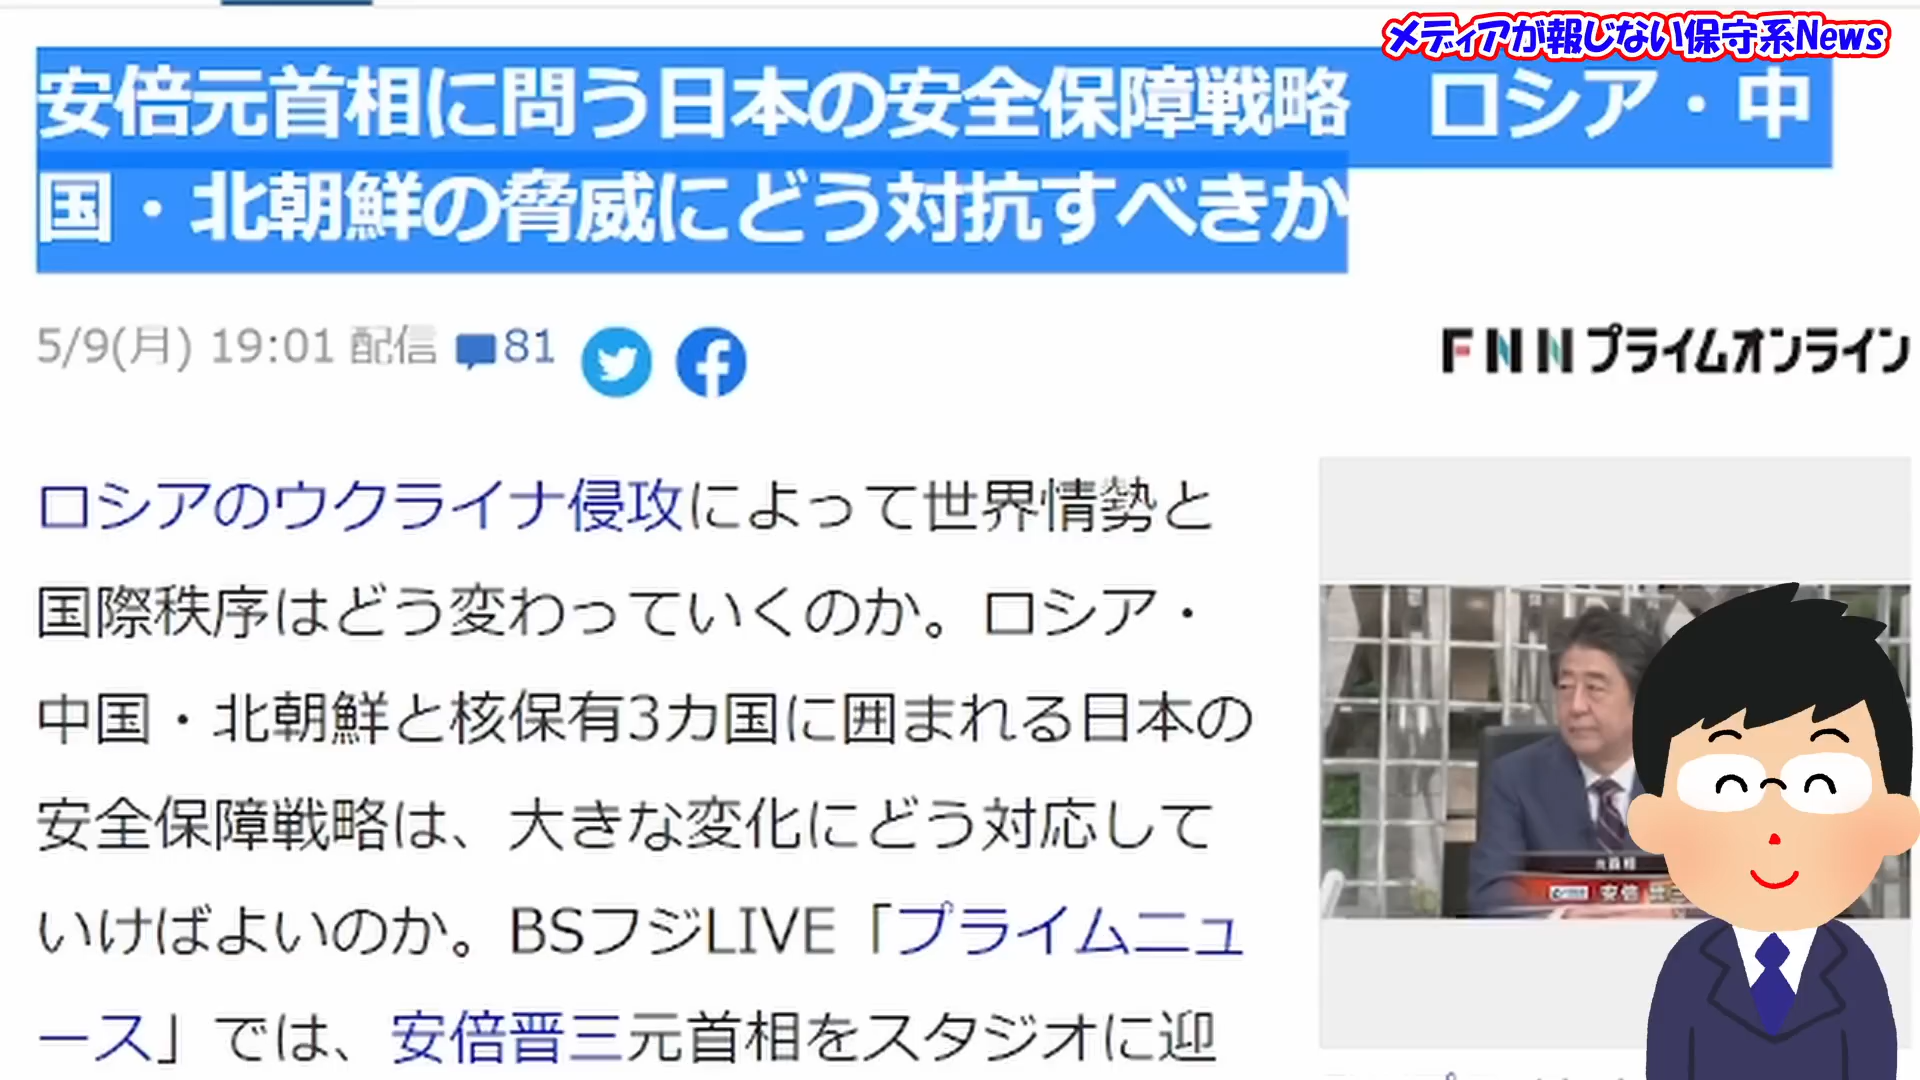 メディアが報じない保守系News
安倍元首相に問う日本の安全保障戦略　ロシア・中
国・北朝鮮の脅威にどう対抗すべきか
5/9(月) 19:01 配信 81
FNNプライムオンライン
ロシアのウクライナ侵攻によって世界情勢と
国際秩序はどう変わっていくのか。ロシア・
中国・北朝鮮と核保有3カ国に囲まれる日本の
安全保障戦略は、大きな変化にどう対応して
いけばよいのか。BSフジLIVE「プライムニュ
ース」では、安倍晋三元首相をスタジオに迎
元首相
安倍 晋三